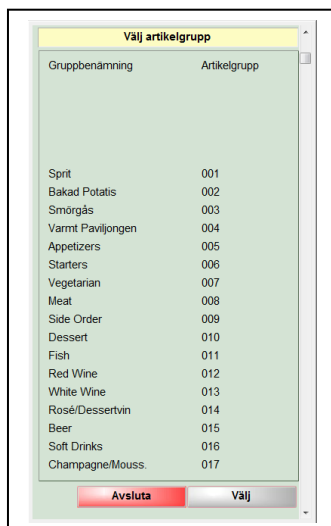 Välj artikelgrupp
Gruppbenämning Artikelgrupp
Sprit 001
Bakad Potatis 002
Smörgås 003
Varmt Paviljongen 004
Appetizers 005
Starters 006
Vegetarian 007
Meat 008
Side Order 009
Dessert 010
Fish 011
Red Wine 012
White Wine 013
Rosé/Dessertvin 014
Beer 015
Soft Drinks 016
Champagne/Mouss. 017
Avsluta Välj